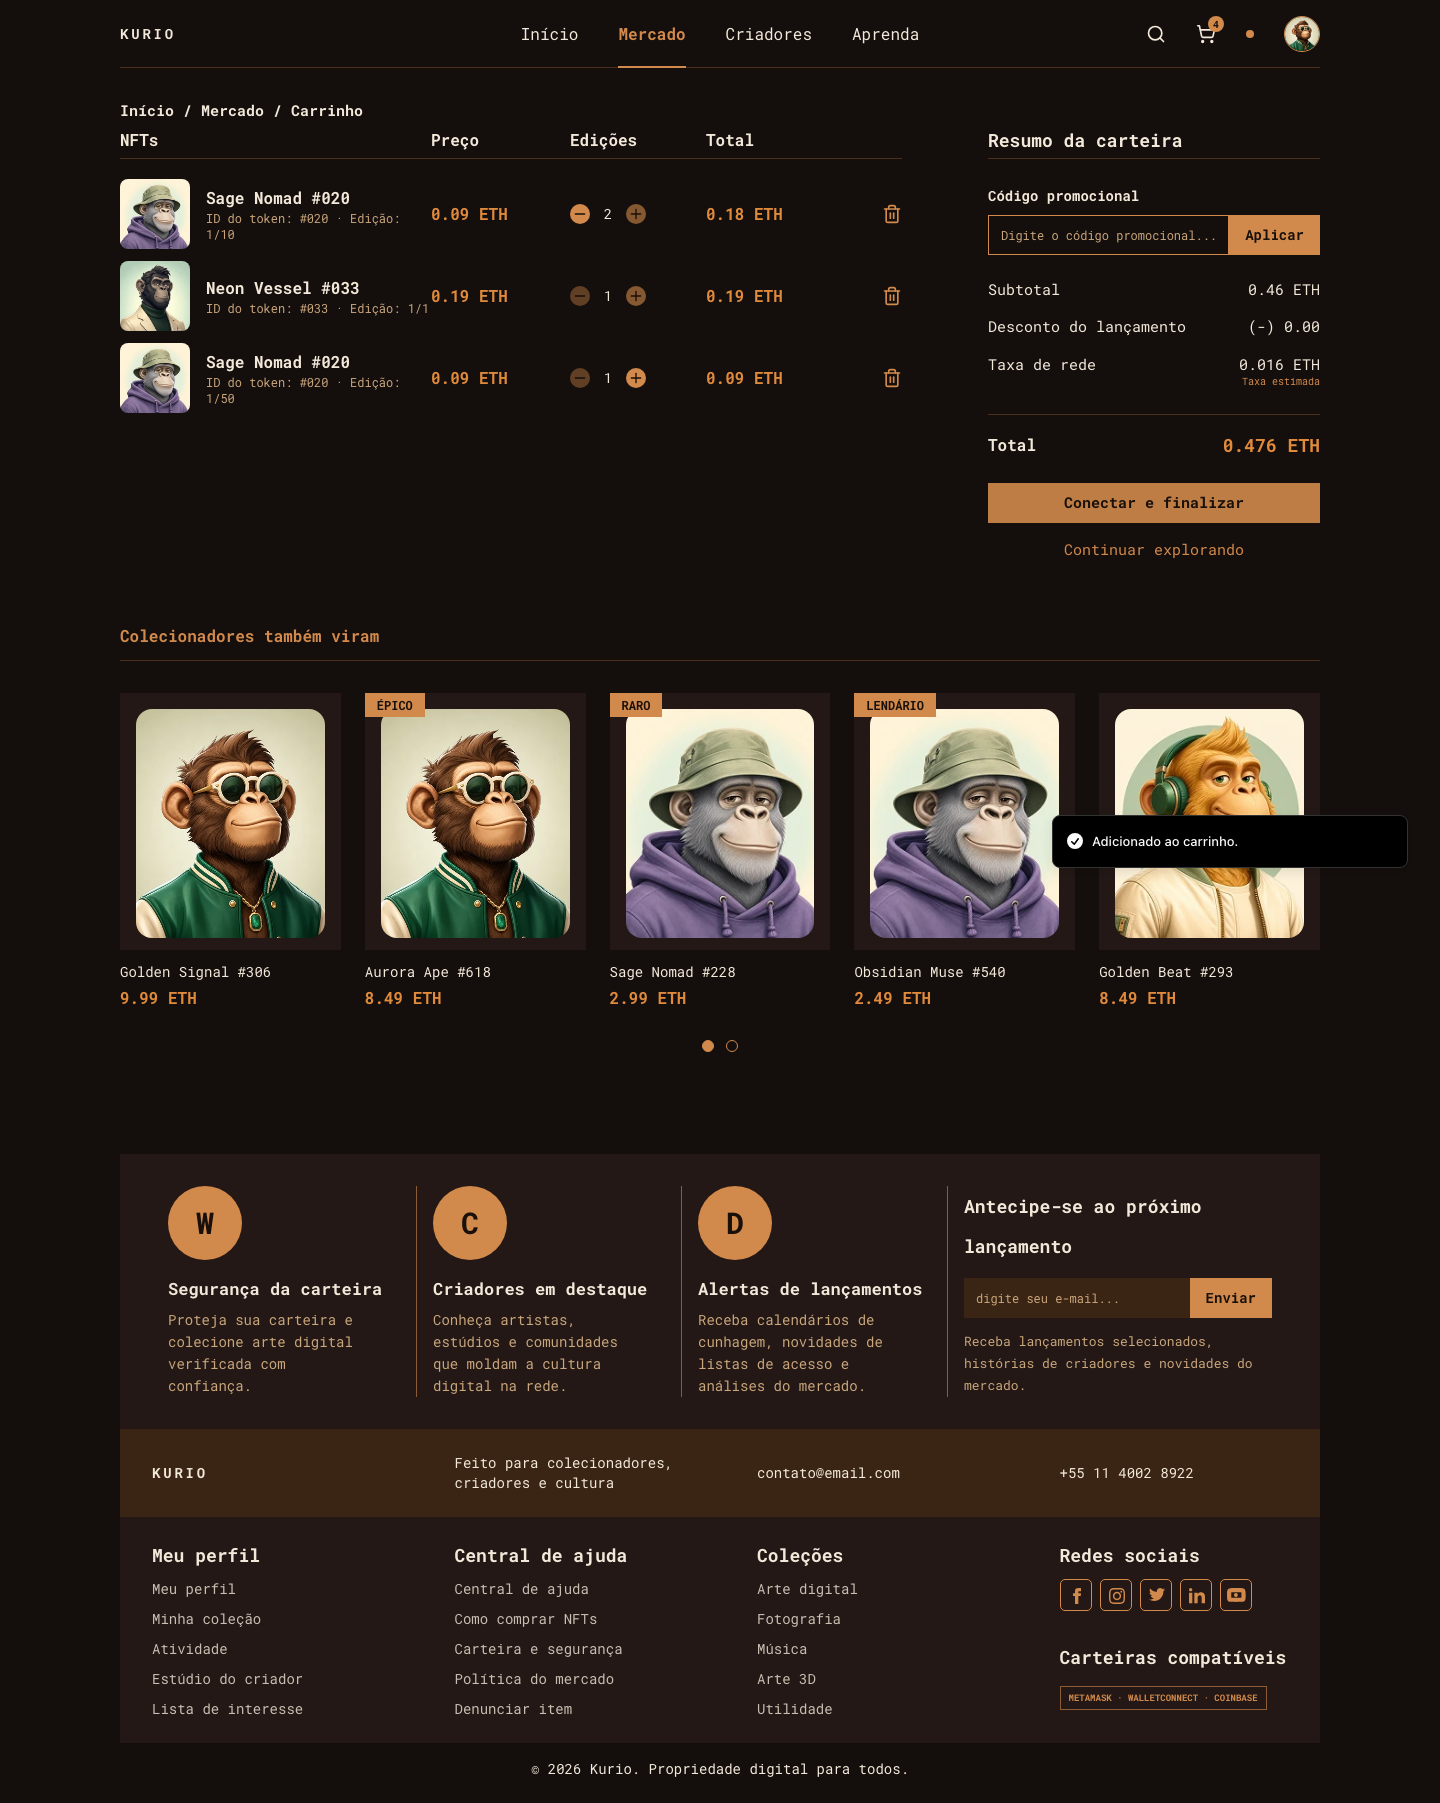 KURIO
Início
Mercado
Criadores
Aprenda
4
Início / Mercado / Carrinho
NFTs
Preço
Edições
Total
Sage Nomad #020
ID do token: #020 · Edição:
1/10
0.09 ETH
2
0.18 ETH
Neon Vessel #033
ID do token: #033 · Edição: 1/1
0.19 ETH
1
0.19 ETH
Sage Nomad #020
ID do token: #020 · Edição:
1/50
0.09 ETH
1
0.09 ETH
Resumo da carteira
Código promocional
Digite o código promocional...
Aplicar
Subtotal
0.46 ETH
Desconto do lançamento
(-) 0.00
Taxa de rede
0.016 ETH
Taxa estimada
Total
0.476 ETH
Conectar e finalizar
Continuar explorando
Colecionadores também viram
ÉPICO
RARO
LENDÁRIO
Adicionado ao carrinho.
Golden Signal #306
9.99 ETH
Aurora Ape #618
8.49 ETH
Sage Nomad #228
2.99 ETH
Obsidian Muse #540
2.49 ETH
Golden Beat #293
8.49 ETH
W
Segurança da carteira
Proteja sua carteira e
colecione arte digital
verificada com
confiança.
C
Criadores em destaque
Conheça artistas,
estúdios e comunidades
que moldam a cultura
digital na rede.
D
Alertas de lançamentos
Receba calendários de
cunhagem, novidades de
listas de acesso e
análises do mercado.
Antecipe-se ao próximo
lançamento
digite seu e-mail...
Enviar
Receba lançamentos selecionados,
histórias de criadores e novidades do
mercado.
KURIO
Feito para colecionadores,
criadores e cultura
contato@email.com
+55 11 4002 8922
Meu perfil
Meu perfil
Minha coleção
Atividade
Estúdio do criador
Lista de interesse
Central de ajuda
Central de ajuda
Como comprar NFTs
Carteira e segurança
Política do mercado
Denunciar item
Coleções
Arte digital
Fotografia
Música
Arte 3D
Utilidade
Redes sociais
Carteiras compatíveis
METAMASK · WALLETCONNECT · COINBASE
© 2026 Kurio. Propriedade digital para todos.